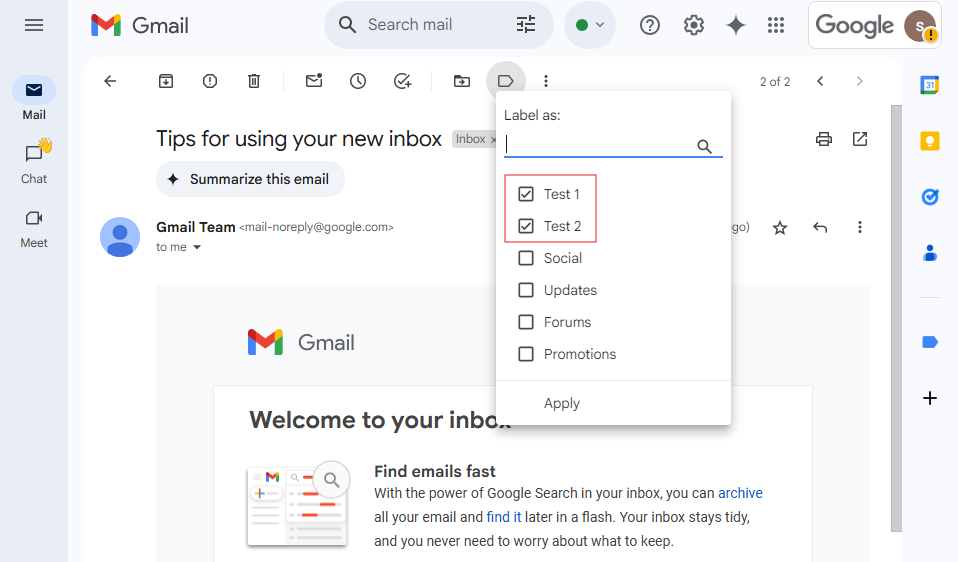 Gmail
Search mail
Google
s
!
2 of 2
Mail
Chat
Meet
31
Label as:
Tips for using your new inbox
Inbox ×
Summarize this email
Test 1
Test 2
Social
Updates
Forums
Promotions
Apply
Gmail Team <mail-noreply@google.com>
go)
to me
Gmail
Welcome to your inbox
Find emails fast
With the power of Google Search in your inbox, you can archive
all your email and find it later in a flash. Your inbox stays tidy,
and you never need to worry about what to keep.